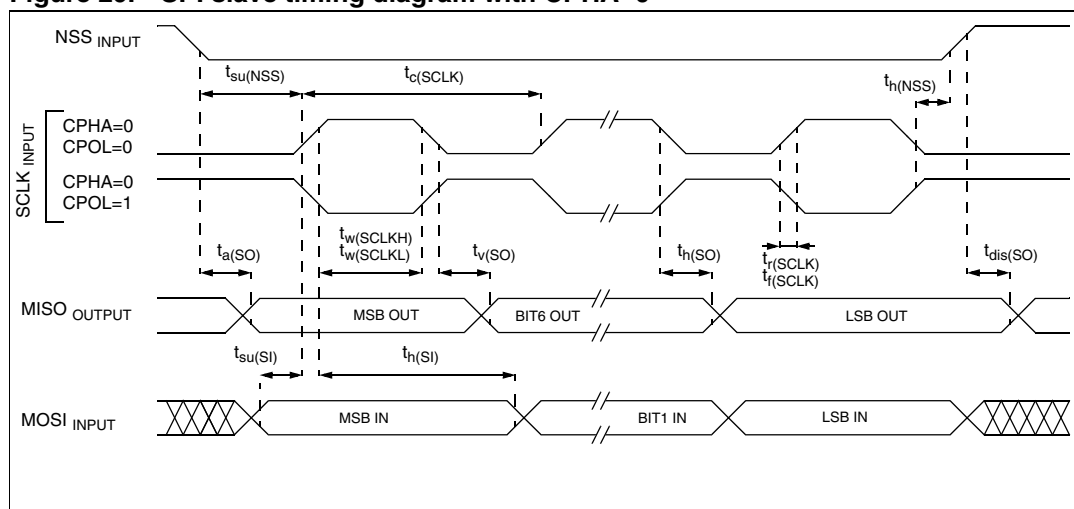 NSS INPUT
tsu(NSS)
tc(SCLK)
th(NSS)
SCLK INPUT
CPHA=0
CPOL=0
CPHA=0
CPOL=1
ta(SO)
tw(SCLKH)
tw(SCLKL)
tv(SO)
th(SO)
tr(SCLK)
tf(SCLK)
tdis(SO)
MISO OUTPUT
MSB OUT
BIT6 OUT
LSB OUT
tsu(SI)
th(SI)
MOSI INPUT
MSB IN
BIT1 IN
LSB IN